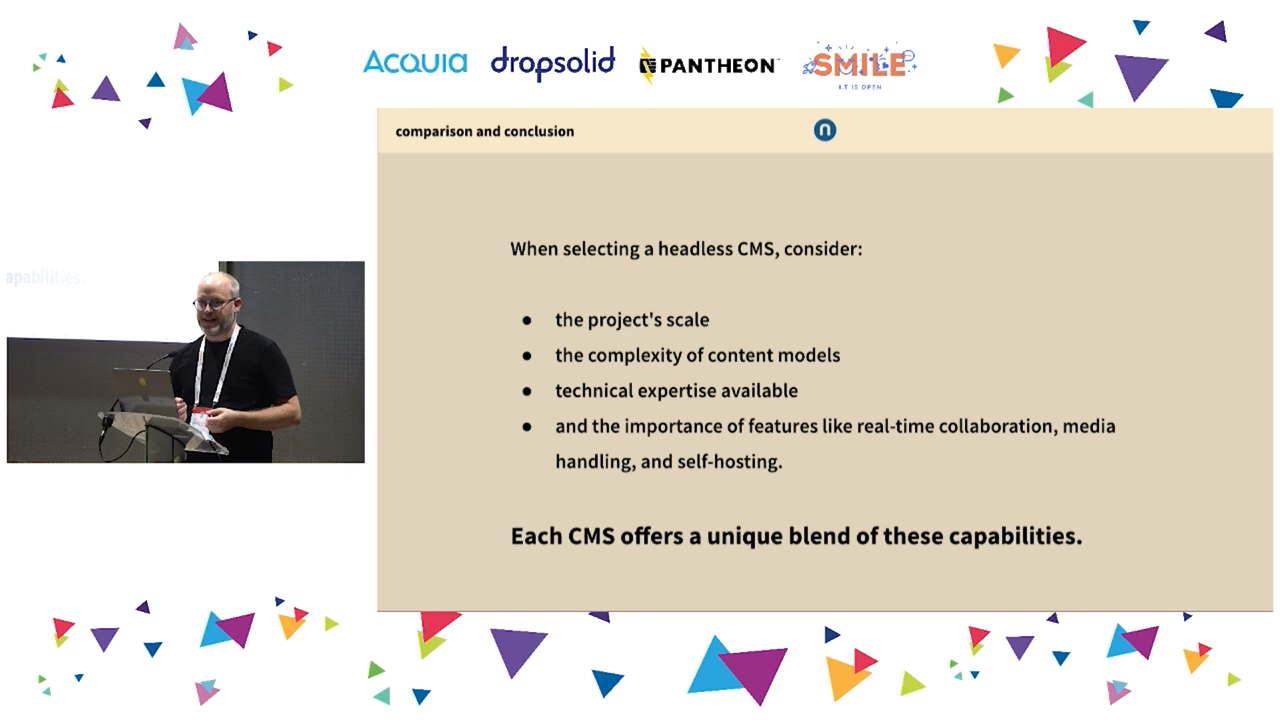 ACQUIA dropsolid PANTHEON SMILE
I.T IS OPEN
comparison and conclusion
n
When selecting a headless CMS, consider:
● the project's scale
● the complexity of content models
● technical expertise available
● and the importance of features like real-time collaboration, media
handling, and self-hosting.
Each CMS offers a unique blend of these capabilities.
apabilities.